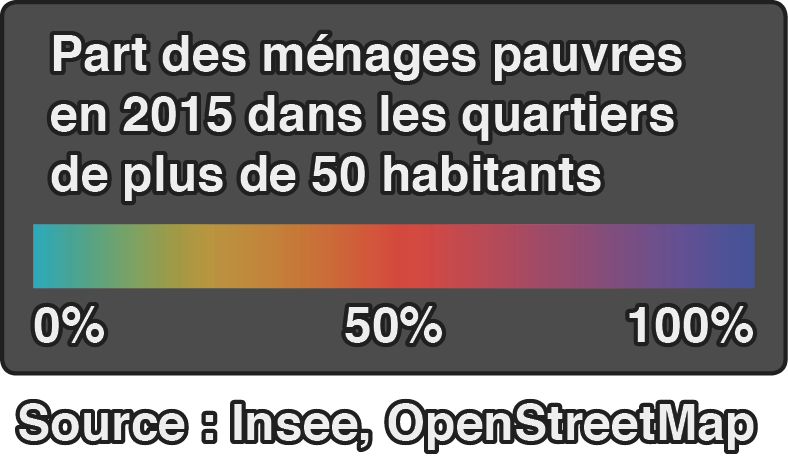 Part des ménages pauvres
en 2015 dans les quartiers
de plus de 50 habitants
0% 50% 100%
Source : Insee, OpenStreetMap